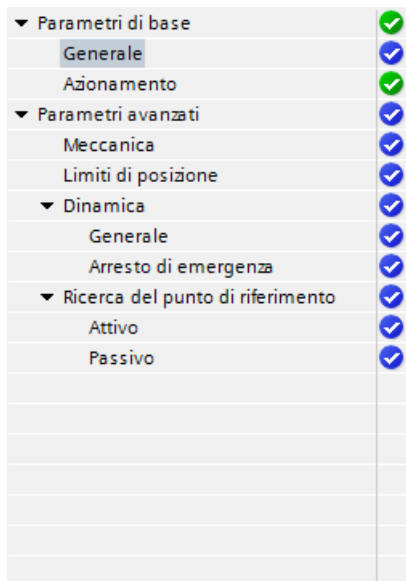 Parametri di base
Generale
Azionamento
Parametri avanzati
Meccanica
Limiti di posizione
Dinamica
Generale
Arresto di emergenza
Ricerca del punto di riferimento
Attivo
Passivo